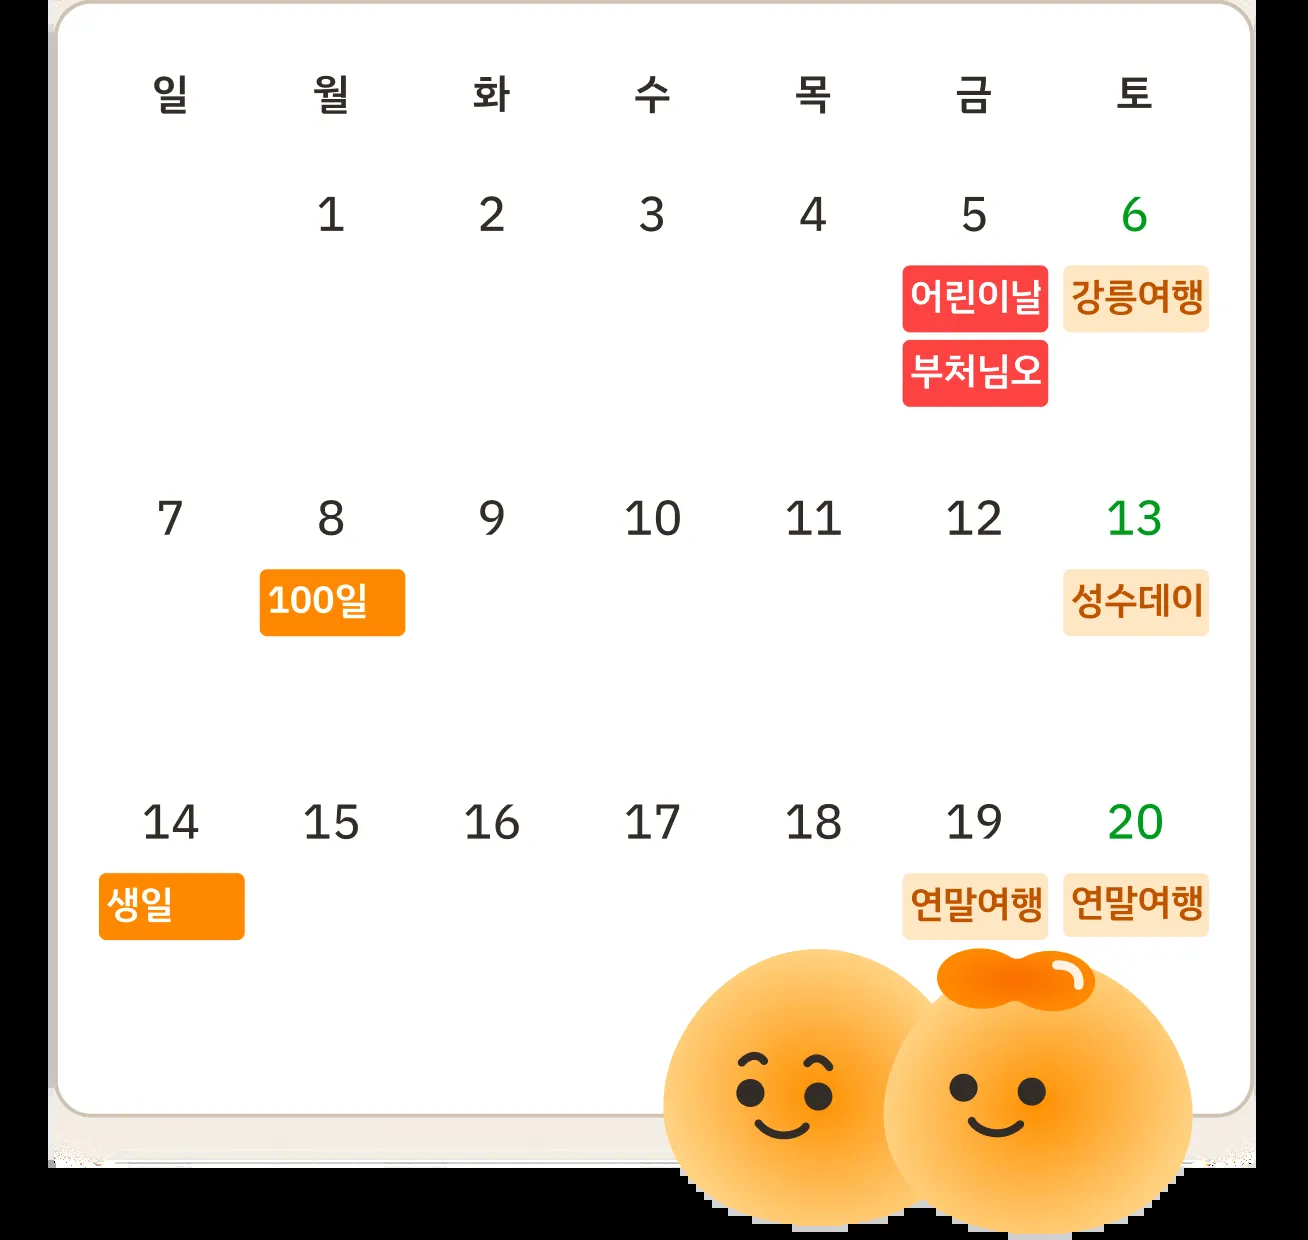 일 월 화 수 목 금 토
1 2 3 4 5 6
어린이날 강릉여행
부처님오
7 8 9 10 11 12 13
100일 성수데이
14 15 16 17 18 19 20
생일 연말여행 연말여행